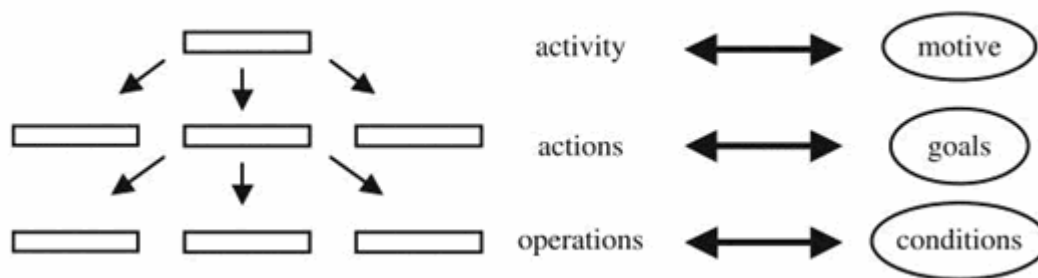 activity motive
actions goals
operations conditions